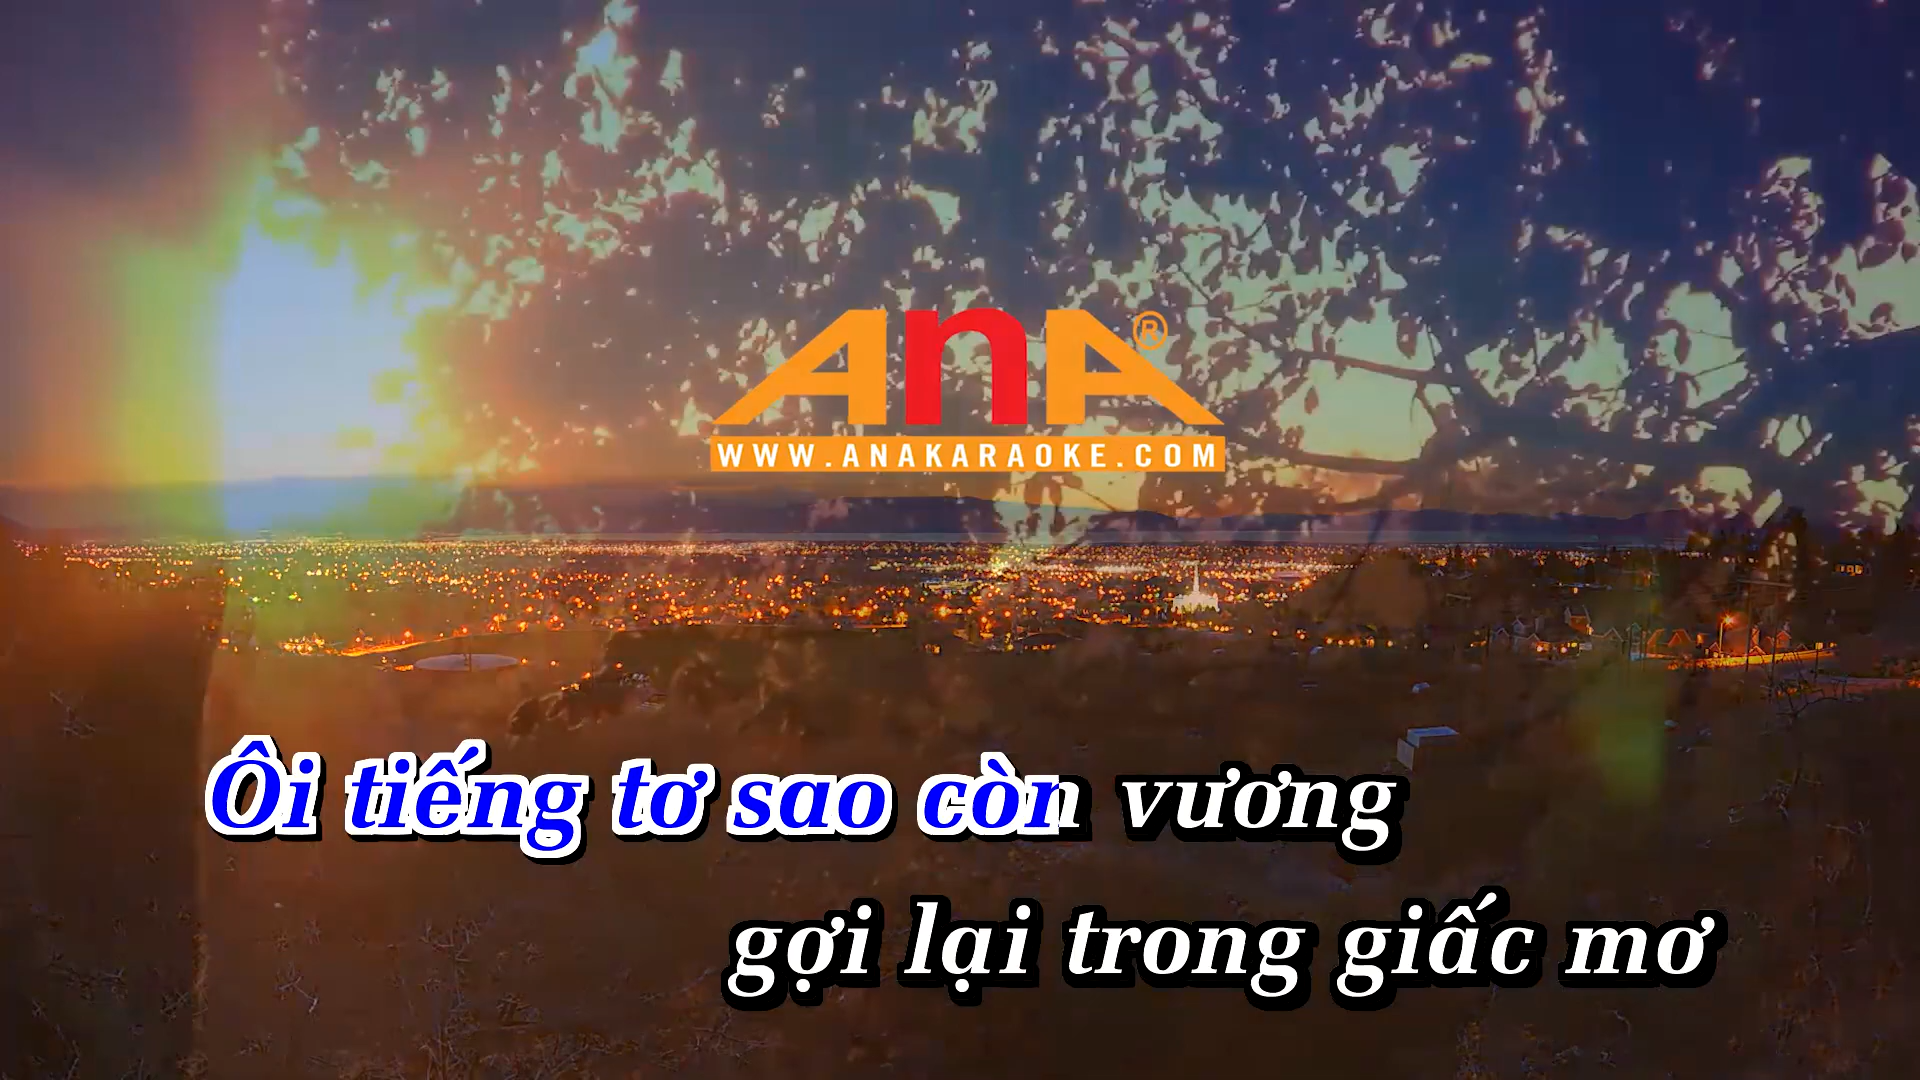 AnA®
WWW.ANAKARAOKE.COM
Ôi tiếng tơ sao còn vương
gợi lại trong giấc mơ